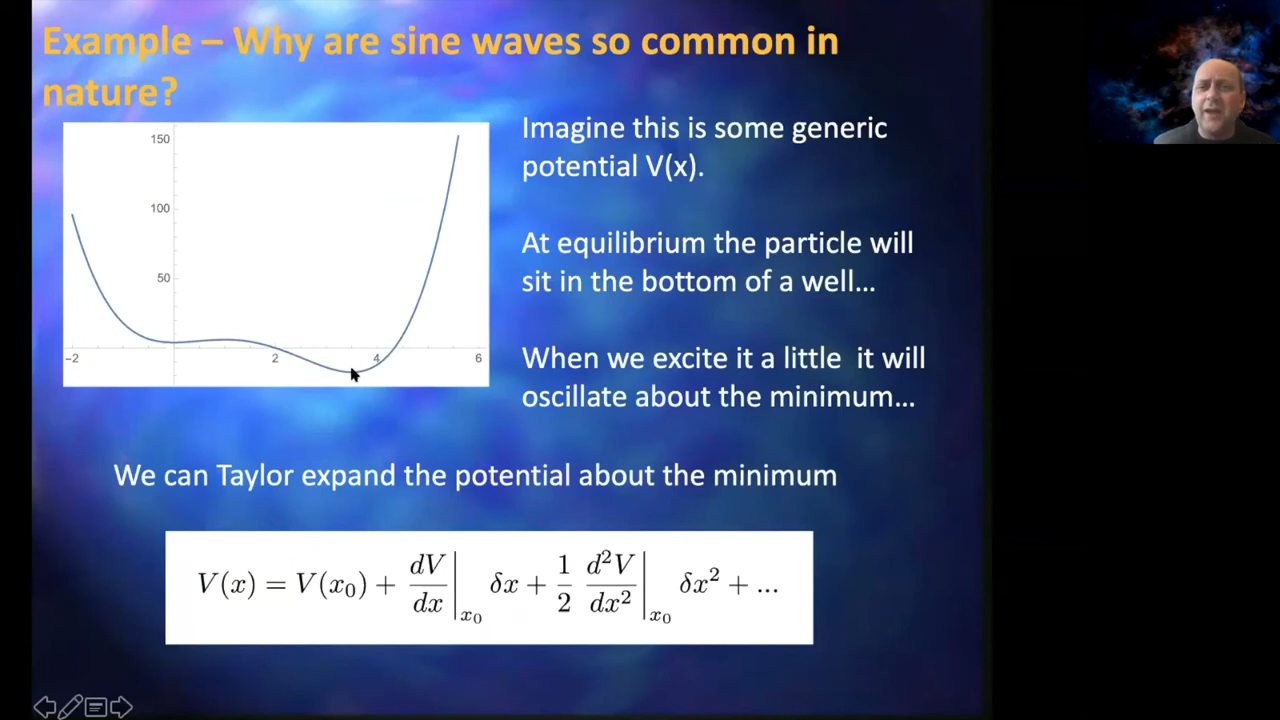 Example – Why are sine waves so common in
nature?
150
100
50
−2
2
4
6
Imagine this is some generic
potential V(x).
At equilibrium the particle will
sit in the bottom of a well…
When we excite it a little it will
oscillate about the minimum…
We can Taylor expand the potential about the minimum
V(x) = V(x₀) + dV/dx|ₓ₀ δx + 1/2 d²V/dx²|ₓ₀ δx² + ...